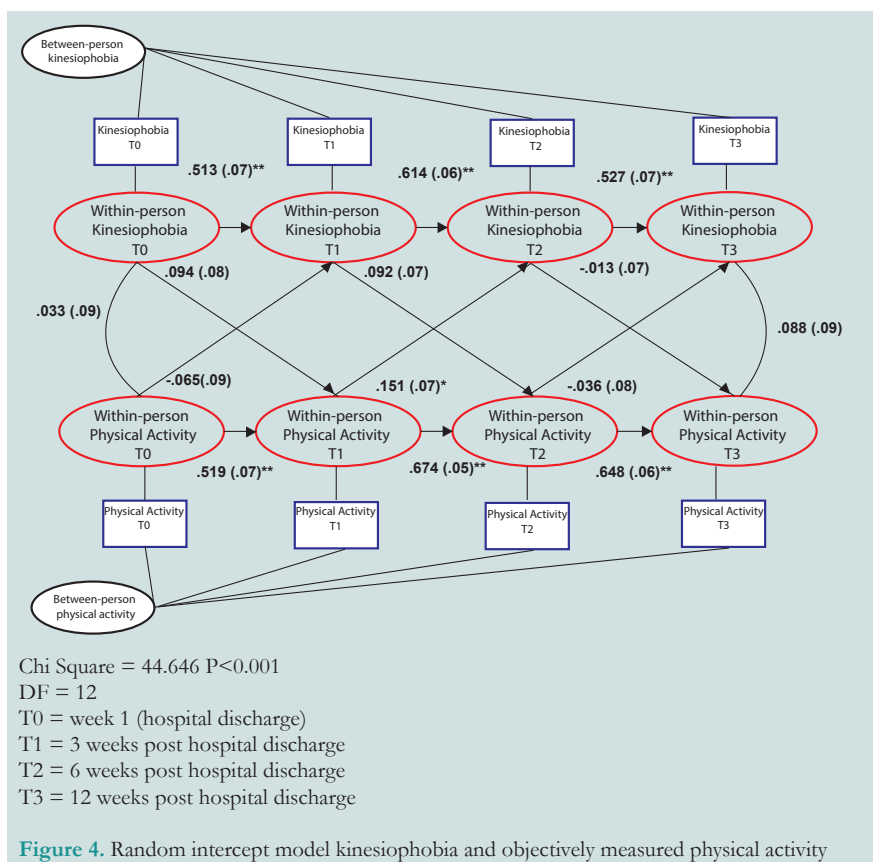 Between-person
kinesiophobia
Kinesiophobia
T0
Kinesiophobia
T1
Kinesiophobia
T2
Kinesiophobia
T3
.513 (.07)**
.614 (.06)**
.527 (.07)**
Within-person
Kinesiophobia
T0
Within-person
Kinesiophobia
T1
Within-person
Kinesiophobia
T2
Within-person
Kinesiophobia
T3
.094 (.08)
.092 (.07)
-.013 (.07)
.033 (.09)
.088 (.09)
-.065(.09)
.151 (.07)*
-.036 (.08)
Within-person
Physical Activity
T0
Within-person
Physical Activity
T1
Within-person
Physical Activity
T2
Within-person
Physical Activity
T3
.519 (.07)**
.674 (.05)**
.648 (.06)**
Physical Activity
T0
Physical Activity
T1
Physical Activity
T2
Physical Activity
T3
Between-person
physical activity
Chi Square = 44.646 P<0.001
DF = 12
T0 = week 1 (hospital discharge)
T1 = 3 weeks post hospital discharge
T2 = 6 weeks post hospital discharge
T3 = 12 weeks post hospital discharge
Figure 4. Random intercept model kinesiophobia and objectively measured physical activity